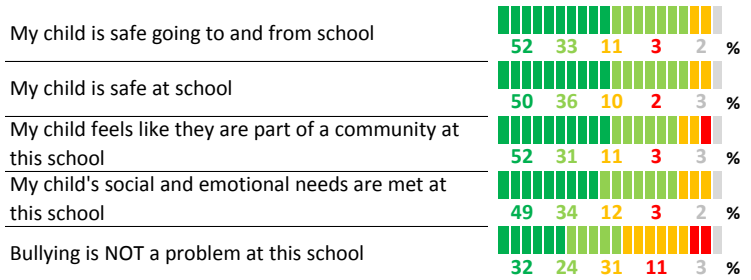 My child is safe going to and from school
52 33 11 3 2 %
My child is safe at school
50 36 10 2 3 %
My child feels like they are part of a community at
this school
52 31 11 3 3 %
My child's social and emotional needs are met at
this school
49 34 12 3 2 %
Bullying is NOT a problem at this school
32 24 31 11 3 %